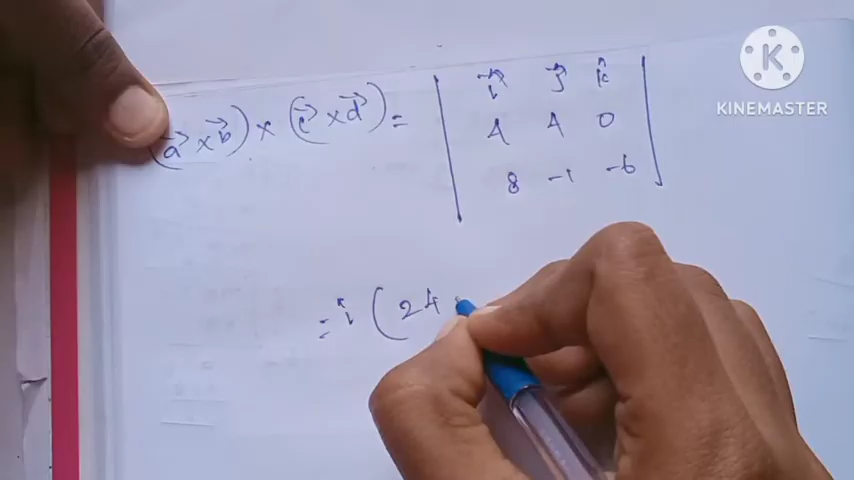 (a⃗ × b⃗) × (c⃗ × d⃗) = | i⃗ j⃗ k̂ |
4 4 0
8 -1 -6
= î ( 24
KINEMASTER